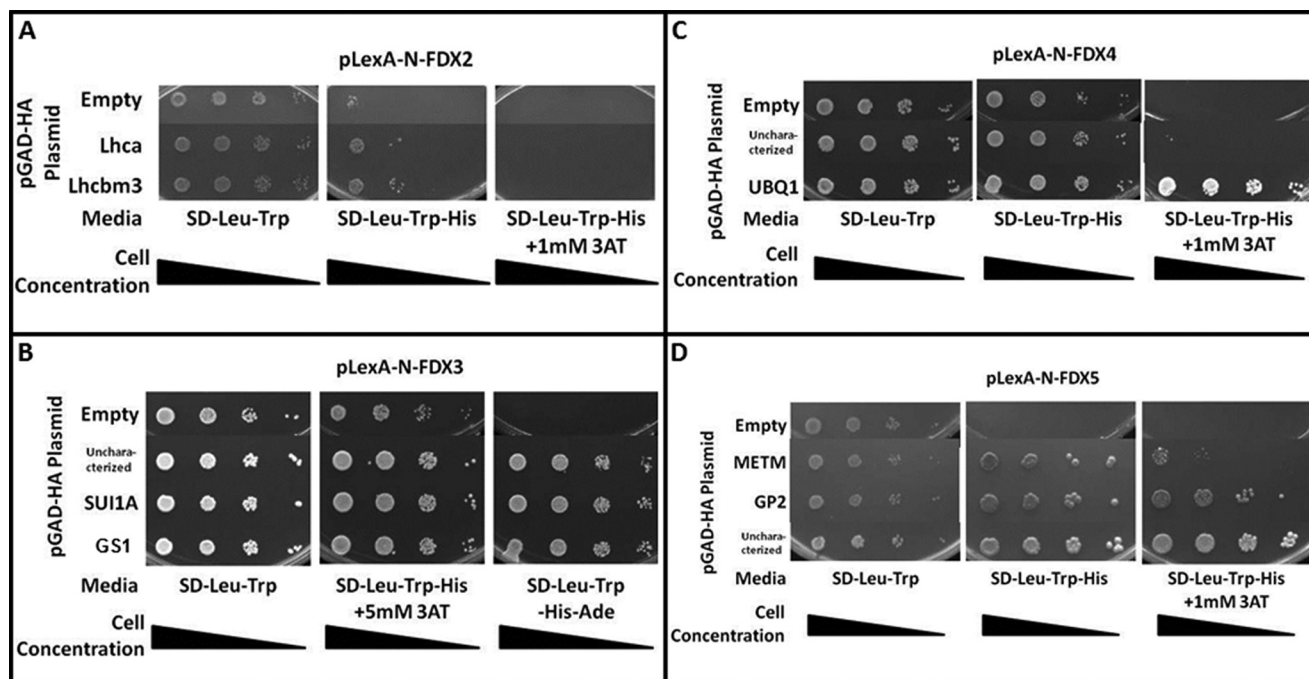 A
pLexA-N-FDX2
pGAD-HA
Plasmid
Empty
Lhca
Lhcbm3
Media
SD-Leu-Trp
SD-Leu-Trp-His
SD-Leu-Trp-His
+1mM 3AT
Cell
Concentration
B
pLexA-N-FDX3
pGAD-HA Plasmid
Empty
Unchara-
cterized
SUI1A
GS1
Media
SD-Leu-Trp
SD-Leu-Trp-His
+5mM 3AT
SD-Leu-Trp
-His-Ade
Cell
Concentration
C
pLexA-N-FDX4
pGAD-HA Plasmid
Empty
Unchara-
cterized
UBQ1
Media
SD-Leu-Trp
SD-Leu-Trp-His
SD-Leu-Trp-His
+1mM 3AT
Cell
Concentration
D
pLexA-N-FDX5
pGAD-HA Plasmid
Empty
METM
GP2
Unchara-
cterized
Media
SD-Leu-Trp
SD-Leu-Trp-His
SD-Leu-Trp-His
+1mM 3AT
Cell
Concentration